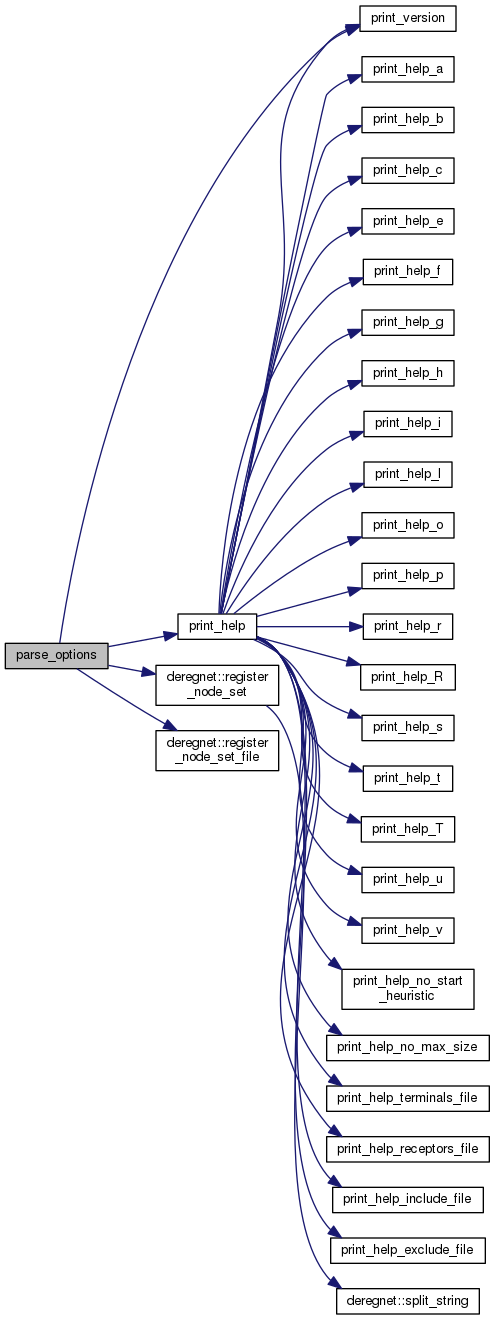 print_version
print_help_a
print_help_b
print_help_c
print_help_e
print_help_f
print_help_g
print_help_h
print_help_i
print_help_l
print_help_o
print_help_p
print_help
print_help_r
parse_options
deregnet::register
_node_set
print_help_R
print_help_s
deregnet::register
_node_set_file
print_help_t
print_help_T
print_help_u
print_help_v
print_help_no_start
_heuristic
print_help_no_max_size
print_help_terminals_file
print_help_receptors_file
print_help_include_file
print_help_exclude_file
deregnet::split_string